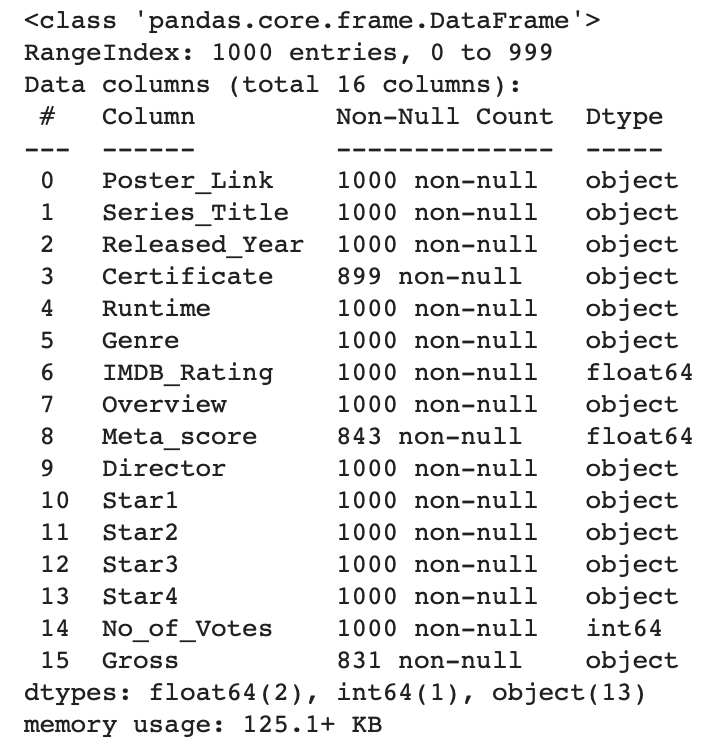 <class 'pandas.core.frame.DataFrame'>
RangeIndex: 1000 entries, 0 to 999
Data columns (total 16 columns):
 #   Column         Non-Null Count  Dtype
---  ------         --------------  -----
 0   Poster_Link    1000 non-null   object
 1   Series_Title   1000 non-null   object
 2   Released_Year  1000 non-null   object
 3   Certificate    899 non-null    object
 4   Runtime        1000 non-null   object
 5   Genre          1000 non-null   object
 6   IMDB_Rating    1000 non-null   float64
 7   Overview       1000 non-null   object
 8   Meta_score     843 non-null    float64
 9   Director       1000 non-null   object
 10  Star1          1000 non-null   object
 11  Star2          1000 non-null   object
 12  Star3          1000 non-null   object
 13  Star4          1000 non-null   object
 14  No_of_Votes    1000 non-null   int64
 15  Gross          831 non-null    object
dtypes: float64(2), int64(1), object(13)
memory usage: 125.1+ KB